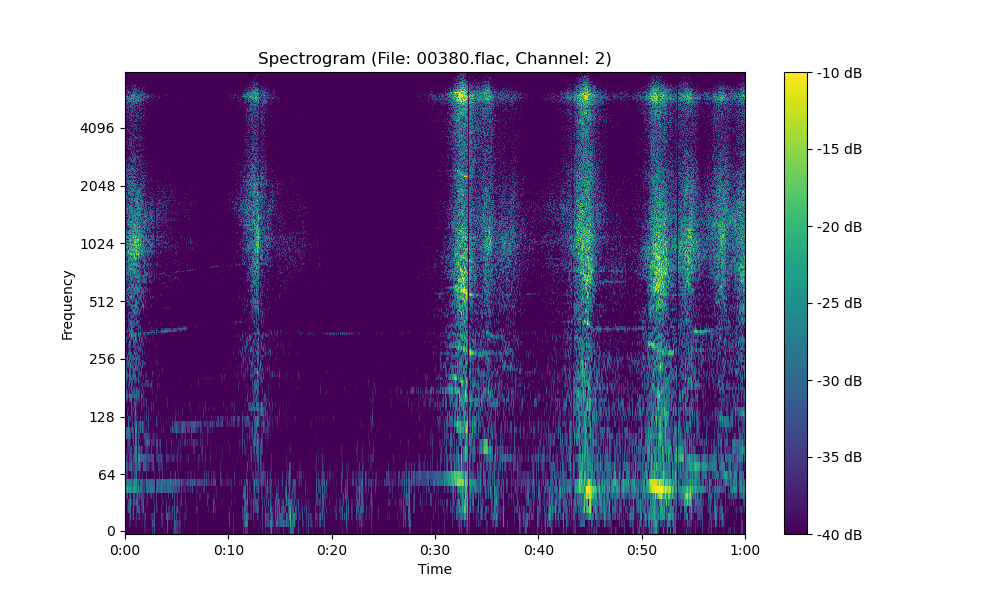 Spectrogram (File: 00380.flac, Channel: 2)
Frequency
4096
2048
1024
512
256
128
64
0
0:00 0:10 0:20 0:30 0:40 0:50 1:00
Time
-10 dB
-15 dB
-20 dB
-25 dB
-30 dB
-35 dB
-40 dB